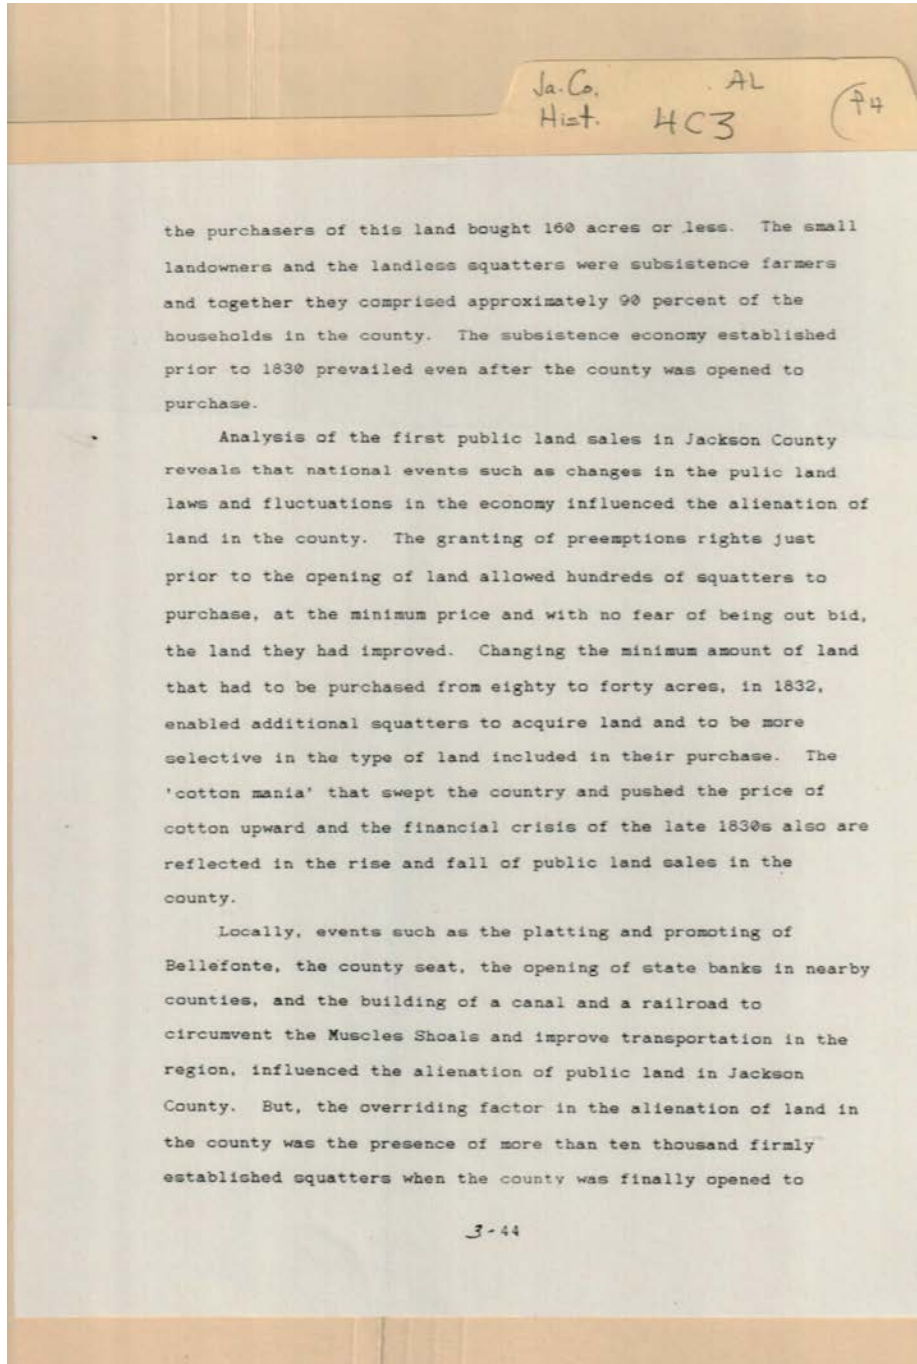 Ja.Co. AL
Hist. 4C3 P4
the purchasers of this land bought 160 acres or less. The small
landowners and the landless squatters were subsistence farmers
and together they comprised approximately 90 percent of the
households in the county. The subsistence economy established
prior to 1830 prevailed even after the county was opened to
purchase.
Analysis of the first public land sales in Jackson County
reveals that national events such as changes in the pulic land
laws and fluctuations in the economy influenced the alienation of
land in the county. The granting of preemptions rights just
prior to the opening of land allowed hundreds of squatters to
purchase, at the minimum price and with no fear of being out bid,
the land they had improved. Changing the minimum amount of land
that had to be purchased from eighty to forty acres, in 1832,
enabled additional squatters to acquire land and to be more
selective in the type of land included in their purchase. The
'cotton mania' that swept the country and pushed the price of
cotton upward and the financial crisis of the late 1830s also are
reflected in the rise and fall of public land sales in the
county.
Locally, events such as the platting and promoting of
Bellefonte, the county seat, the opening of state banks in nearby
counties, and the building of a canal and a railroad to
circumvent the Muscles Shoals and improve transportation in the
region, influenced the alienation of public land in Jackson
County. But, the overriding factor in the alienation of land in
the county was the presence of more than ten thousand firmly
established squatters when the county was finally opened to
3-44